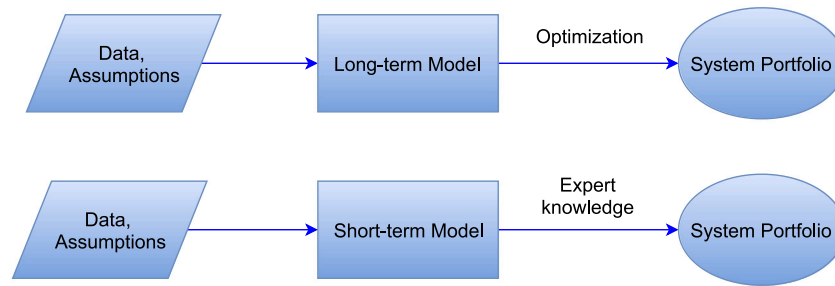 Data,
Assumptions
Long-term Model
Optimization
System Portfolio
Data,
Assumptions
Short-term Model
Expert
knowledge
System Portfolio